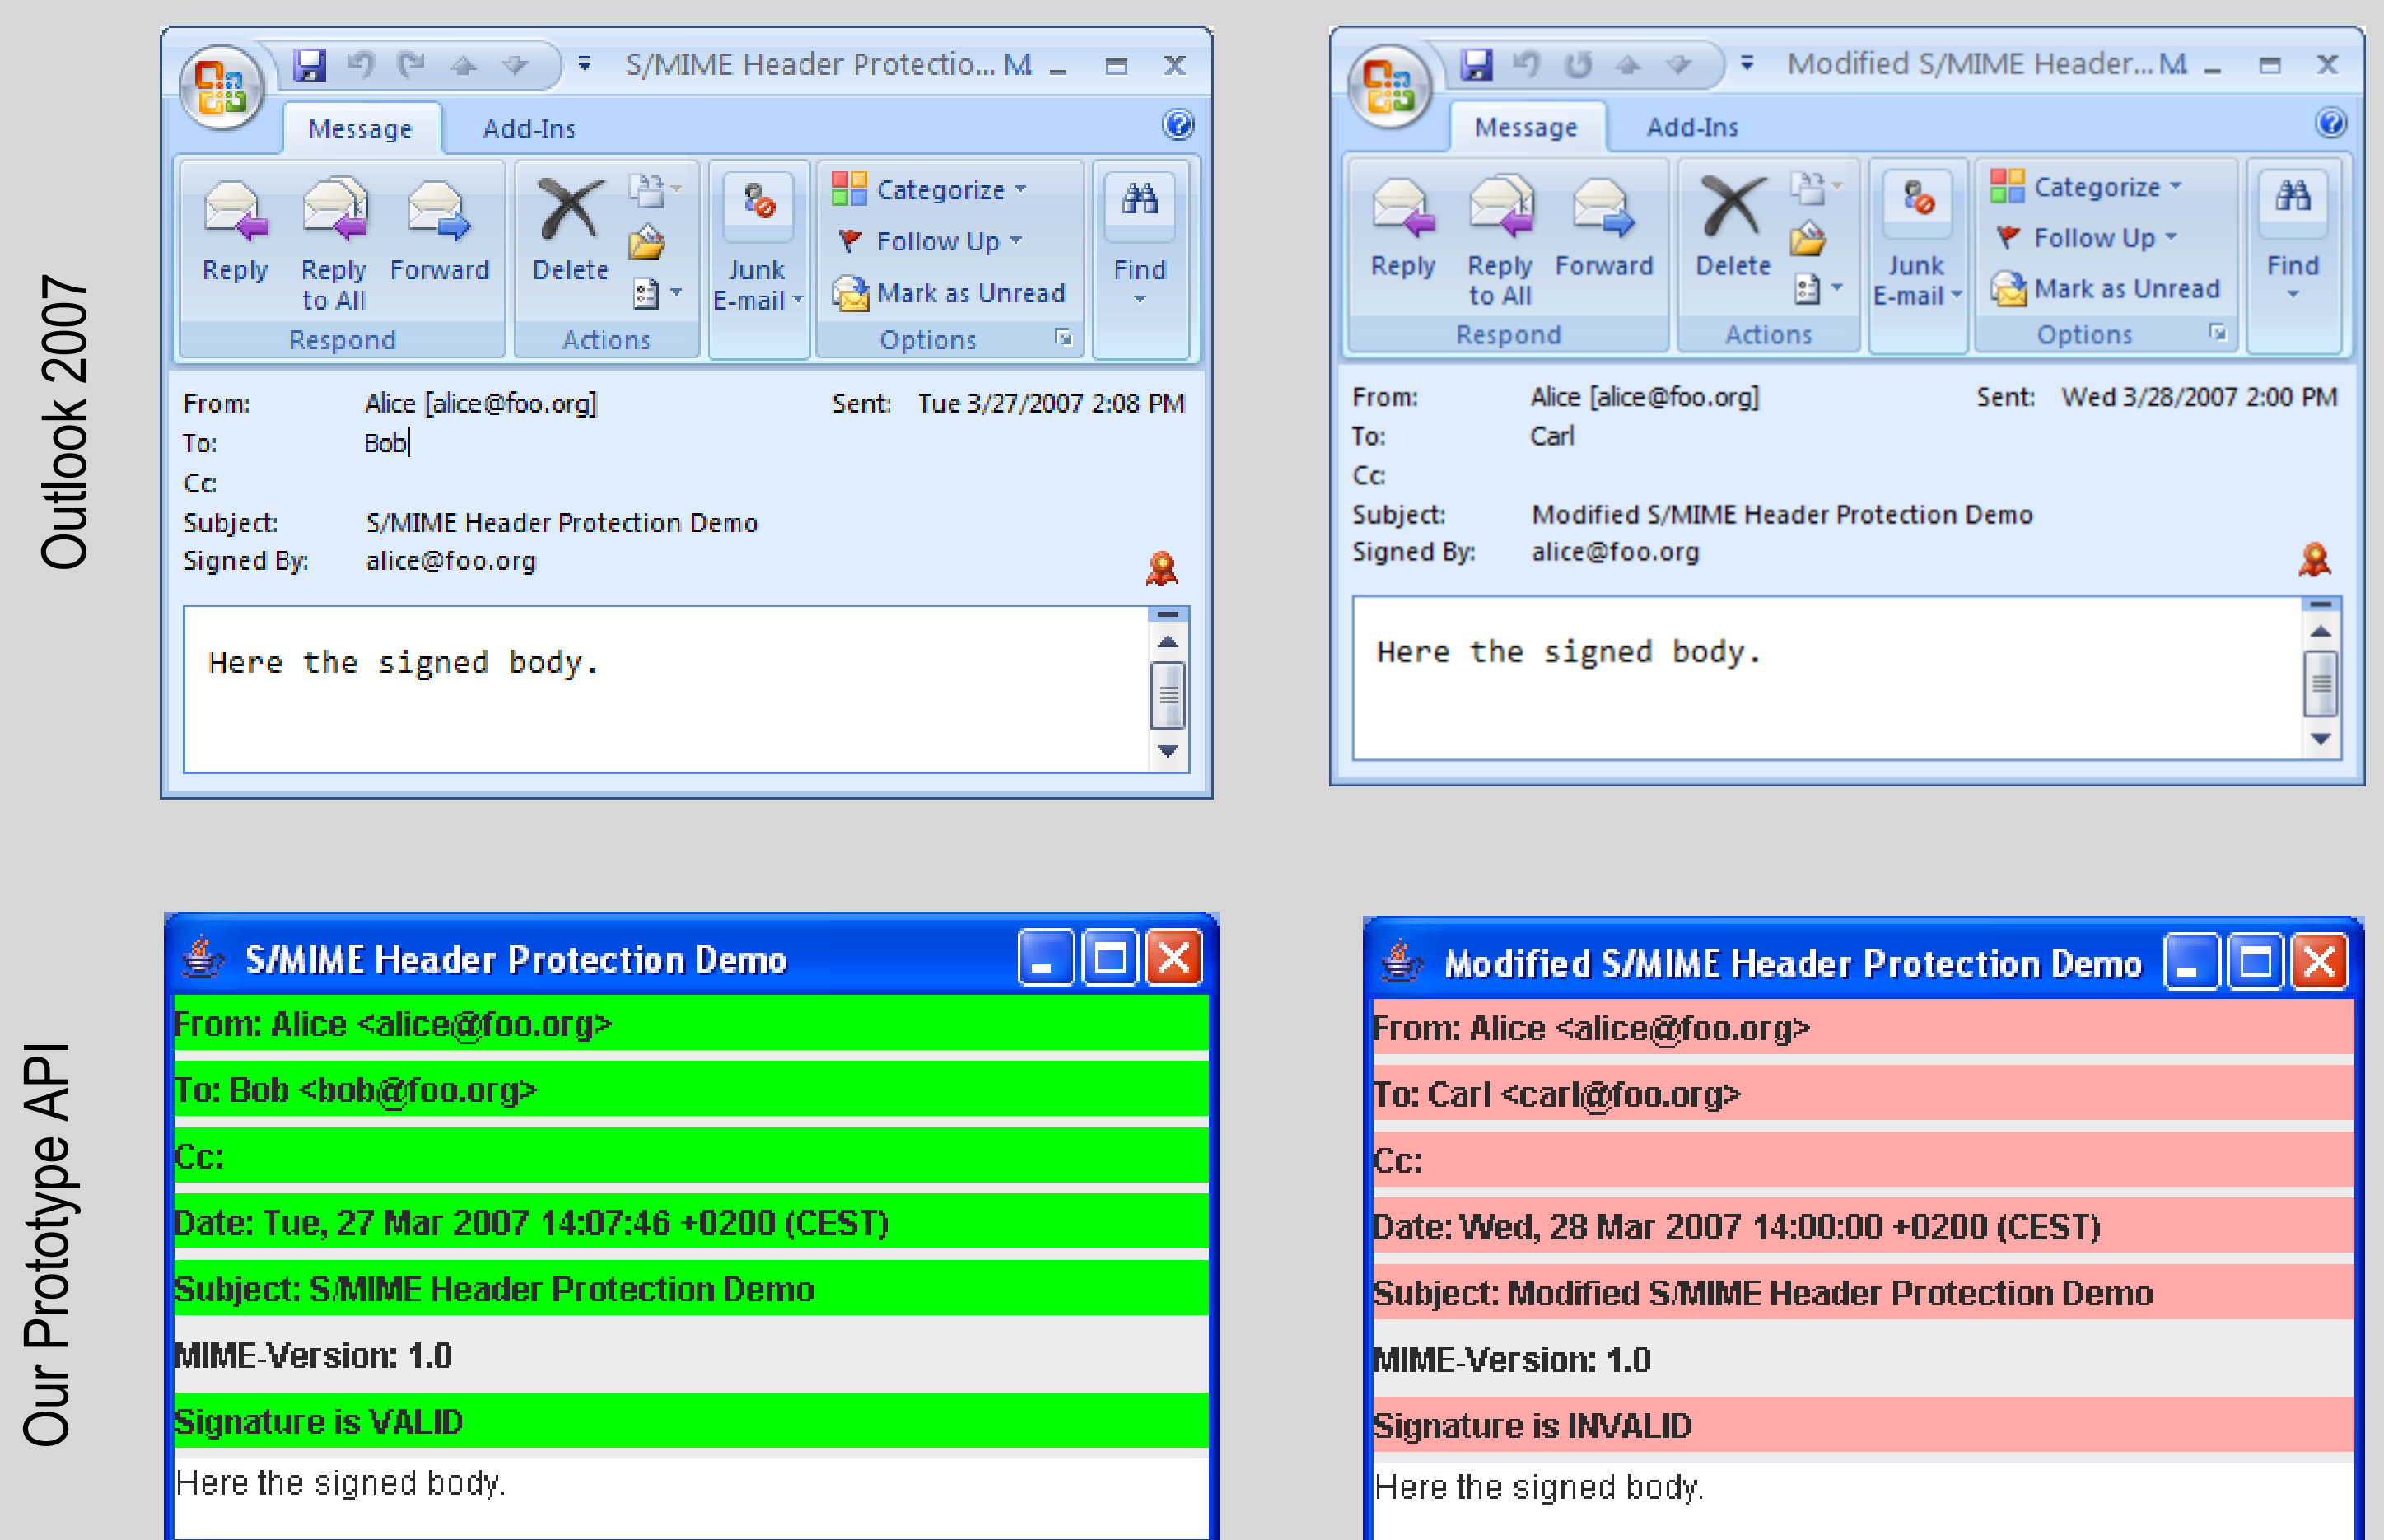 Outlook 2007
S/MIME Header Protectio... M
Message Add-Ins
Reply Reply to All Forward Delete Junk E-mail Categorize Follow Up Mark as Unread Find
Respond Actions Options
From: Alice [alice@foo.org] Sent: Tue 3/27/2007 2:08 PM
To: Bob
Cc:
Subject: S/MIME Header Protection Demo
Signed By: alice@foo.org
Here the signed body.
Modified S/MIME Header... M
Message Add-Ins
Reply Reply to All Forward Delete Junk E-mail Categorize Follow Up Mark as Unread Find
Respond Actions Options
From: Alice [alice@foo.org] Sent: Wed 3/28/2007 2:00 PM
To: Carl
Cc:
Subject: Modified S/MIME Header Protection Demo
Signed By: alice@foo.org
Here the signed body.
Our Prototype API
S/MIME Header Protection Demo
From: Alice <alice@foo.org>
To: Bob <bob@foo.org>
Cc:
Date: Tue, 27 Mar 2007 14:07:46 +0200 (CEST)
Subject: S/MIME Header Protection Demo
MIME-Version: 1.0
Signature is VALID
Here the signed body.
Modified S/MIME Header Protection Demo
From: Alice <alice@foo.org>
To: Carl <carl@foo.org>
Cc:
Date: Wed, 28 Mar 2007 14:00:00 +0200 (CEST)
Subject: Modified S/MIME Header Protection Demo
MIME-Version: 1.0
Signature is INVALID
Here the signed body.